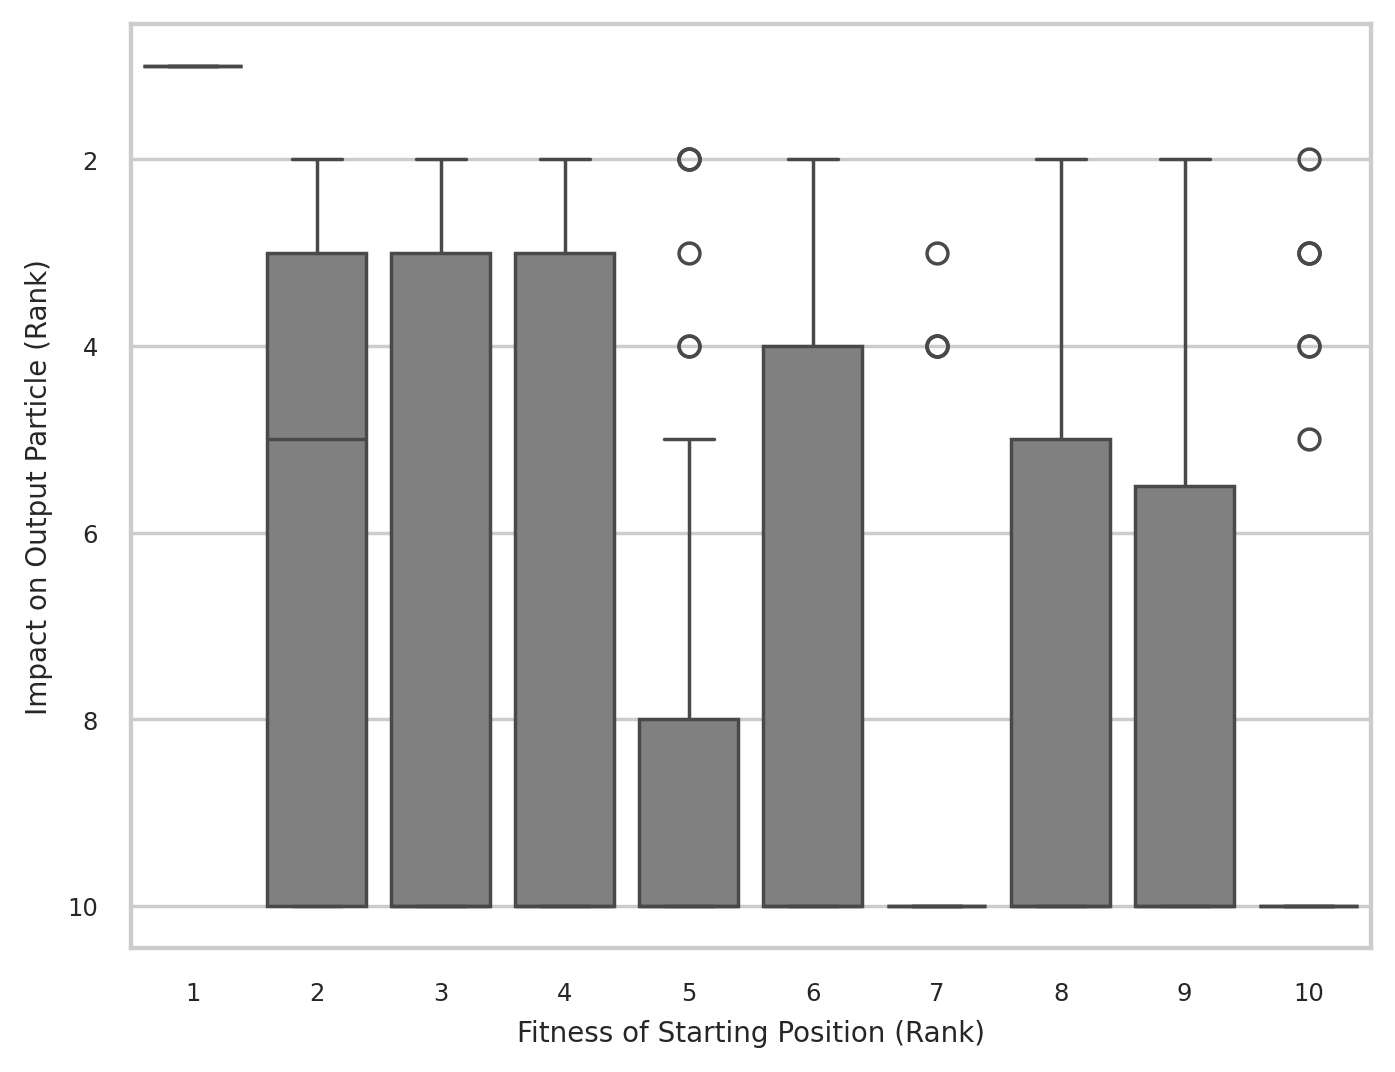 Impact on Output Particle (Rank)
2
4
6
8
10
1 2 3 4 5 6 7 8 9 10
Fitness of Starting Position (Rank)